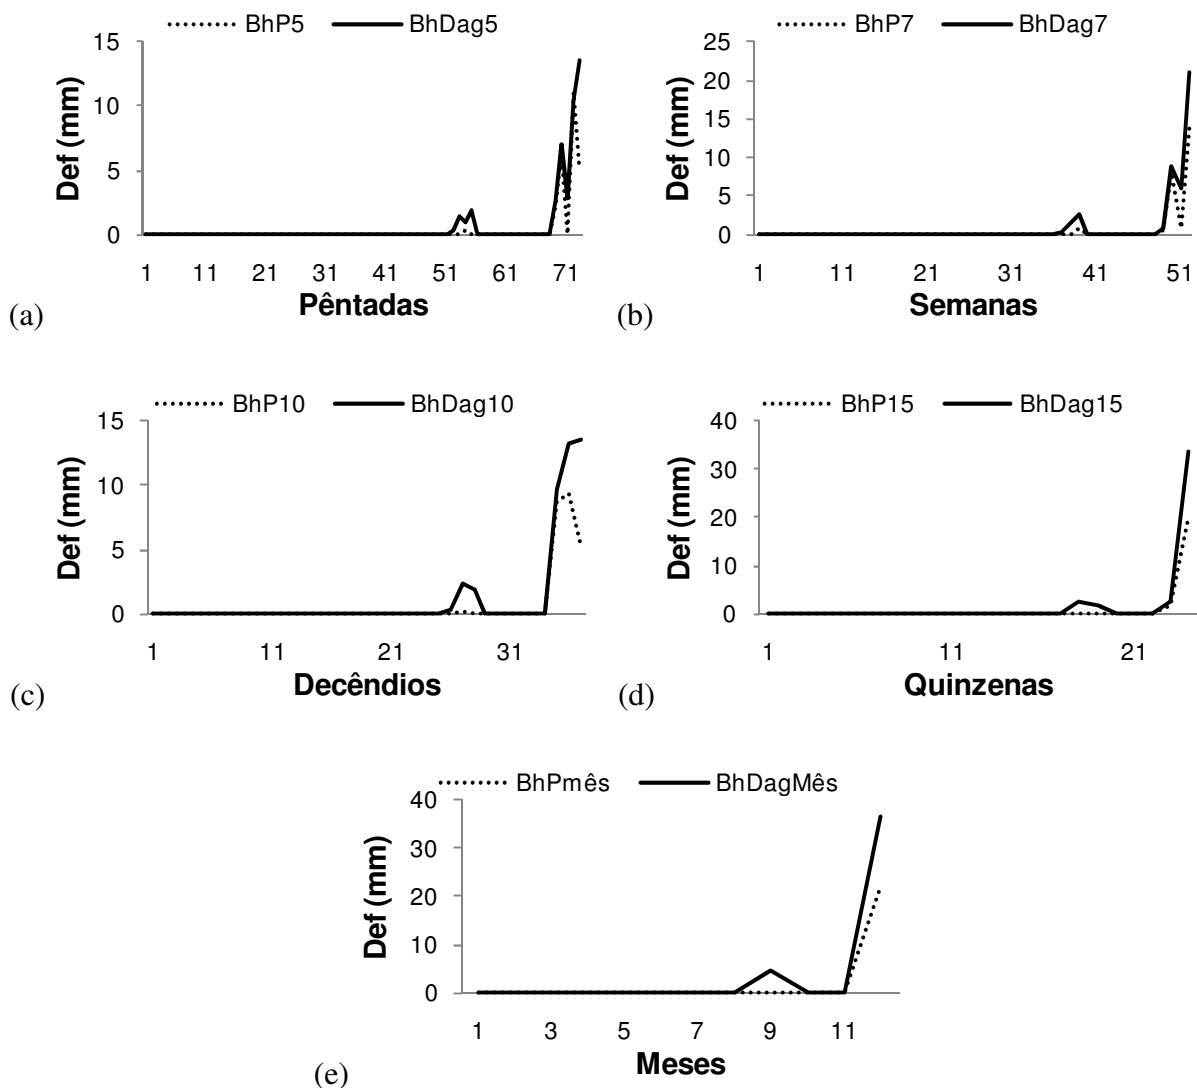 BhP5 BhDag5
15
10
5
0
Def (mm)
1 11 21 31 41 51 61 71
Pêntadas
(a)
BhP7 BhDag7
25
20
15
10
5
0
Def (mm)
1 11 21 31 41 51
Semanas
(b)
BhP10 BhDag10
15
10
5
0
Def (mm)
1 11 21 31
Decêndios
(c)
BhP15 BhDag15
40
30
20
10
0
Def (mm)
1 11 21
Quinzenas
(d)
BhPmês BhDagMês
40
30
20
10
0
Def (mm)
1 3 5 7 9 11
Meses
(e)